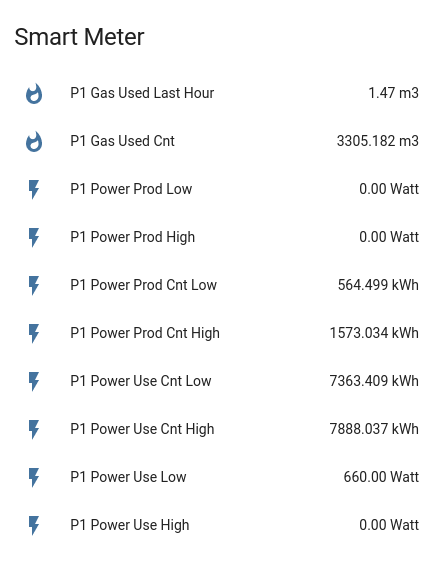 Smart Meter
P1 Gas Used Last Hour 1.47 m3
P1 Gas Used Cnt 3305.182 m3
P1 Power Prod Low 0.00 Watt
P1 Power Prod High 0.00 Watt
P1 Power Prod Cnt Low 564.499 kWh
P1 Power Prod Cnt High 1573.034 kWh
P1 Power Use Cnt Low 7363.409 kWh
P1 Power Use Cnt High 7888.037 kWh
P1 Power Use Low 660.00 Watt
P1 Power Use High 0.00 Watt